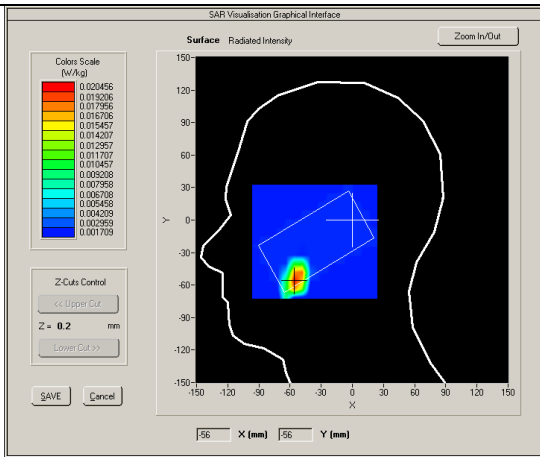 SAR Visualisation Graphical Interface
Surface Radiated Intensity
Zoom In/Out
Colors Scale
(W/kg)
0.020456
0.019206
0.017956
0.016706
0.015457
0.014207
0.012957
0.011707
0.010457
0.009208
0.007958
0.006708
0.005458
0.004209
0.002959
0.001709
Z-Cuts Control
<< Upper Cut
Z = 0.2 mm
Lower Cut >>
SAVE Cancel
150
120
90
60
30
0
-30
-60
-90
-120
-150
Y
-150 -120 -90 -60 -30 0 30 60 90 120 150
X
-56 X (mm) -56 Y (mm)